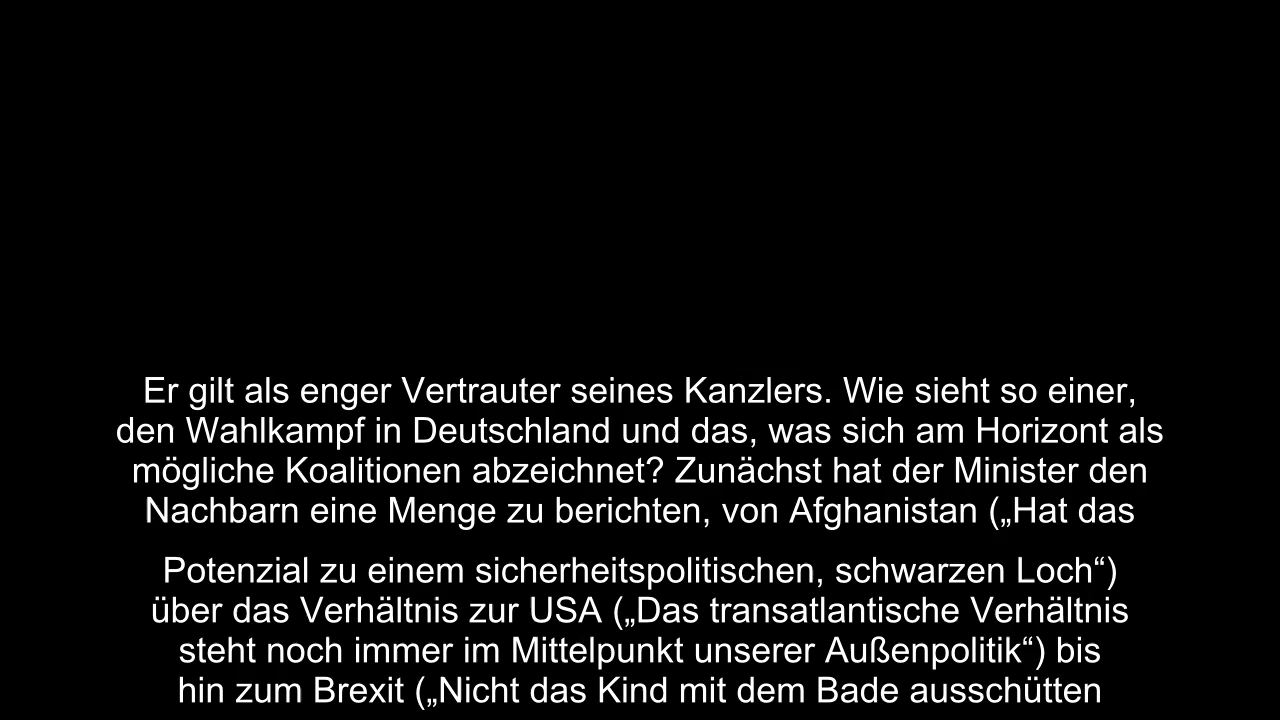 Er gilt als enger Vertrauter seines Kanzlers. Wie sieht so einer,
den Wahlkampf in Deutschland und das, was sich am Horizont als
mögliche Koalitionen abzeichnet? Zunächst hat der Minister den
Nachbarn eine Menge zu berichten, von Afghanistan („Hat das
Potenzial zu einem sicherheitspolitischen, schwarzen Loch“)
über das Verhältnis zur USA („Das transatlantische Verhältnis
steht noch immer im Mittelpunkt unserer Außenpolitik“) bis
hin zum Brexit („Nicht das Kind mit dem Bade ausschütten